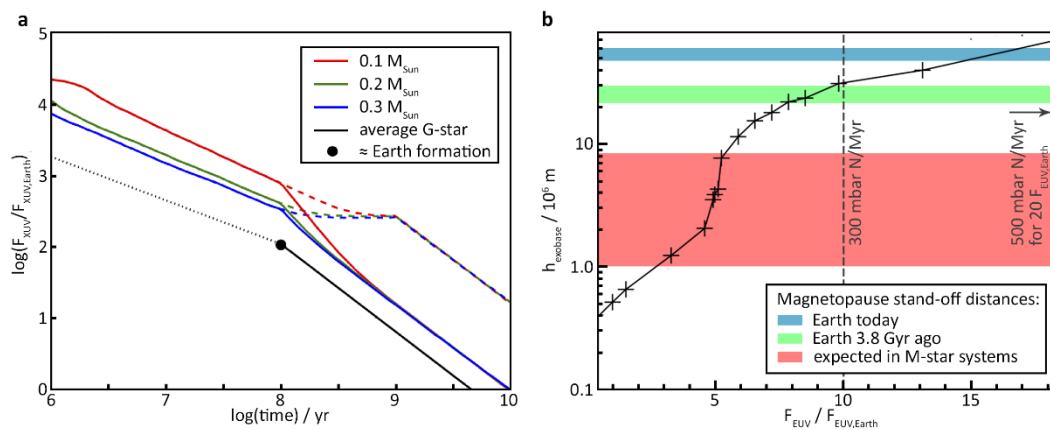 a
5
4
3
2
1
0
log(F_XUV/F_XUV,Earth)
0.1 M_Sun
0.2 M_Sun
0.3 M_Sun
average G-star
≈ Earth formation
6
7
8
9
10
log(time) / yr
b
10
1.0
0.1
h_exobase / 10⁶ m
300 mbar N/Myr
500 mbar N/Myr
for 20 F_EUV,Earth
Magnetopause stand-off distances:
Earth today
Earth 3.8 Gyr ago
expected in M-star systems
5
10
15
F_EUV / F_EUV,Earth